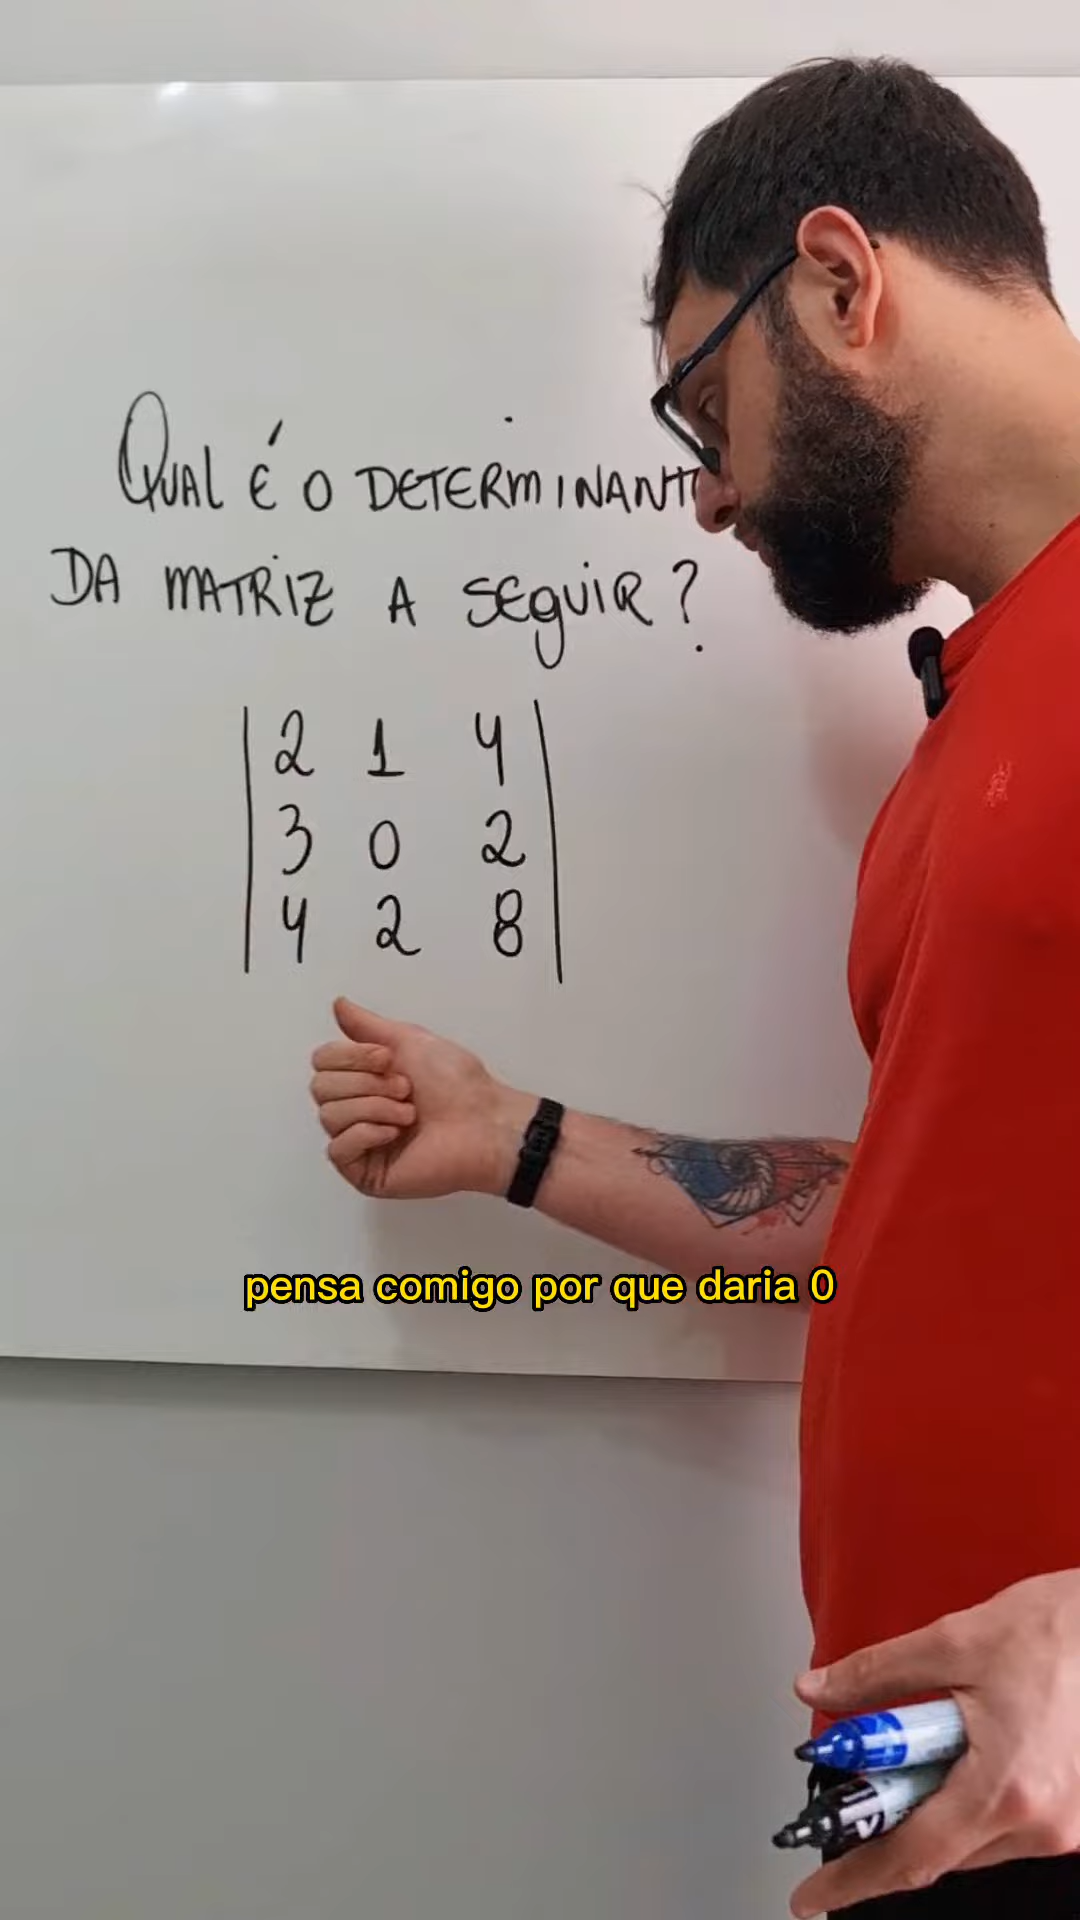 QUAL É O DETERMINANT
DA MATRIZ A SEGUIR?
2 1 4
3 0 2
4 2 8
pensa comigo por que daria 0